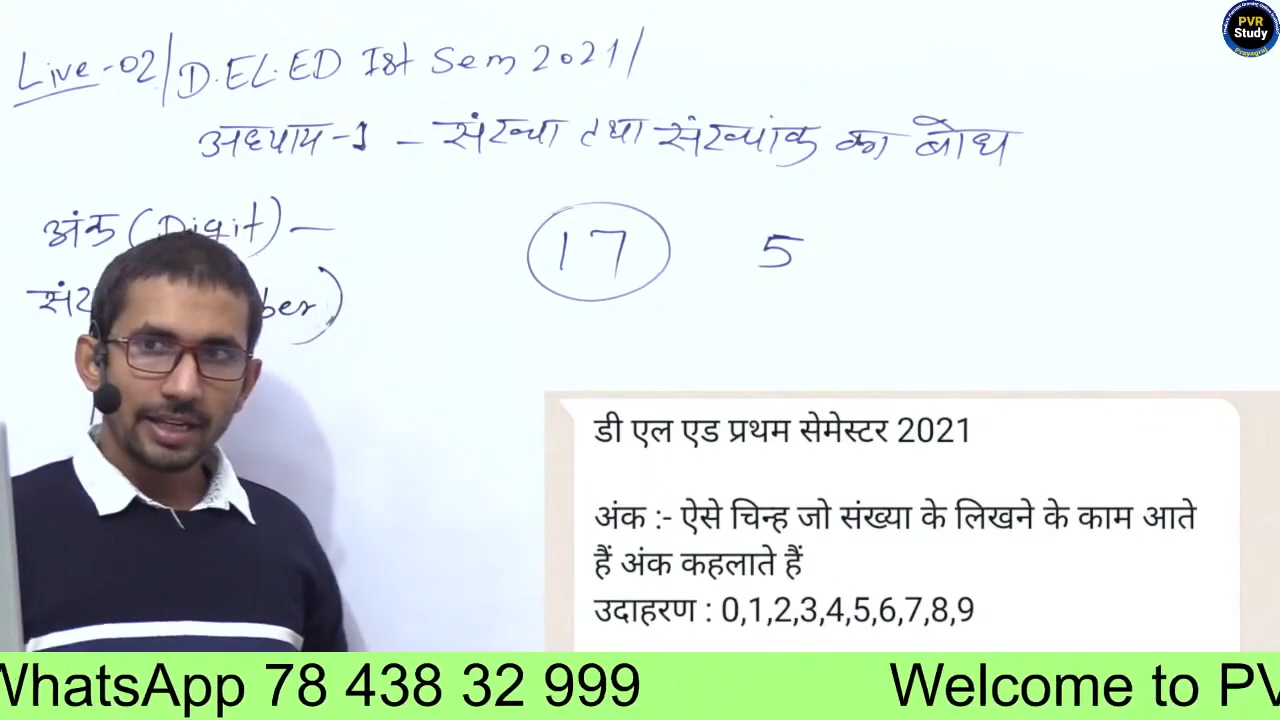 Live-02/D.EL.ED Ist Sem 2021/
अध्याय-1 - संख्या तथा संख्यांक का बोध
अंक (Digit) -
17 5
डी एल एड प्रथम सेमेस्टर 2021
अंक :- ऐसे चिन्ह जो संख्या के लिखने के काम आते
हैं अंक कहलाते हैं
उदाहरण : 0,1,2,3,4,5,6,7,8,9
WhatsApp 78 438 32 999 Welcome to PV
PVR
Study
Prayagraj